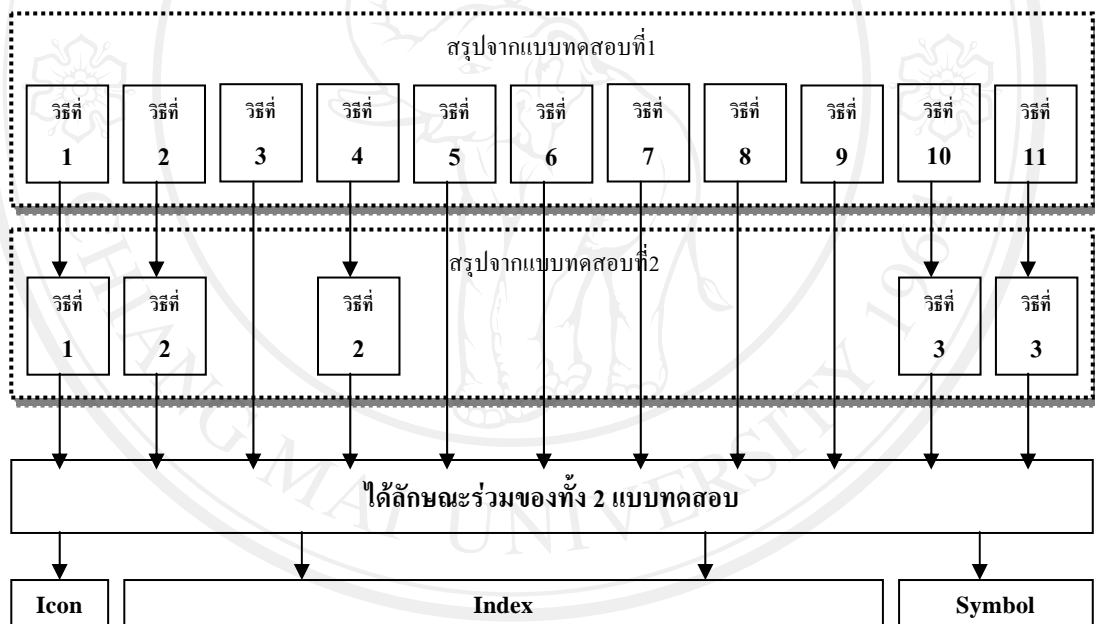 สรุปจากแบบทดสอบที่1
วิธีที่ วิธีที่ วิธีที่ วิธีที่ วิธีที่ วิธีที่ วิธีที่ วิธีที่ วิธีที่ วิธีที่ วิธีที่
1 2 3 4 5 6 7 8 9 10 11
สรุปจากแบบทดสอบที่2
วิธีที่ วิธีที่ วิธีที่ วิธีที่ วิธีที่
1 2 2 3 3
ได้ลักษณะร่วมของทั้ง 2 แบบทดสอบ
Icon Index Symbol
CHIANG MAI UNIVERSITY 1964